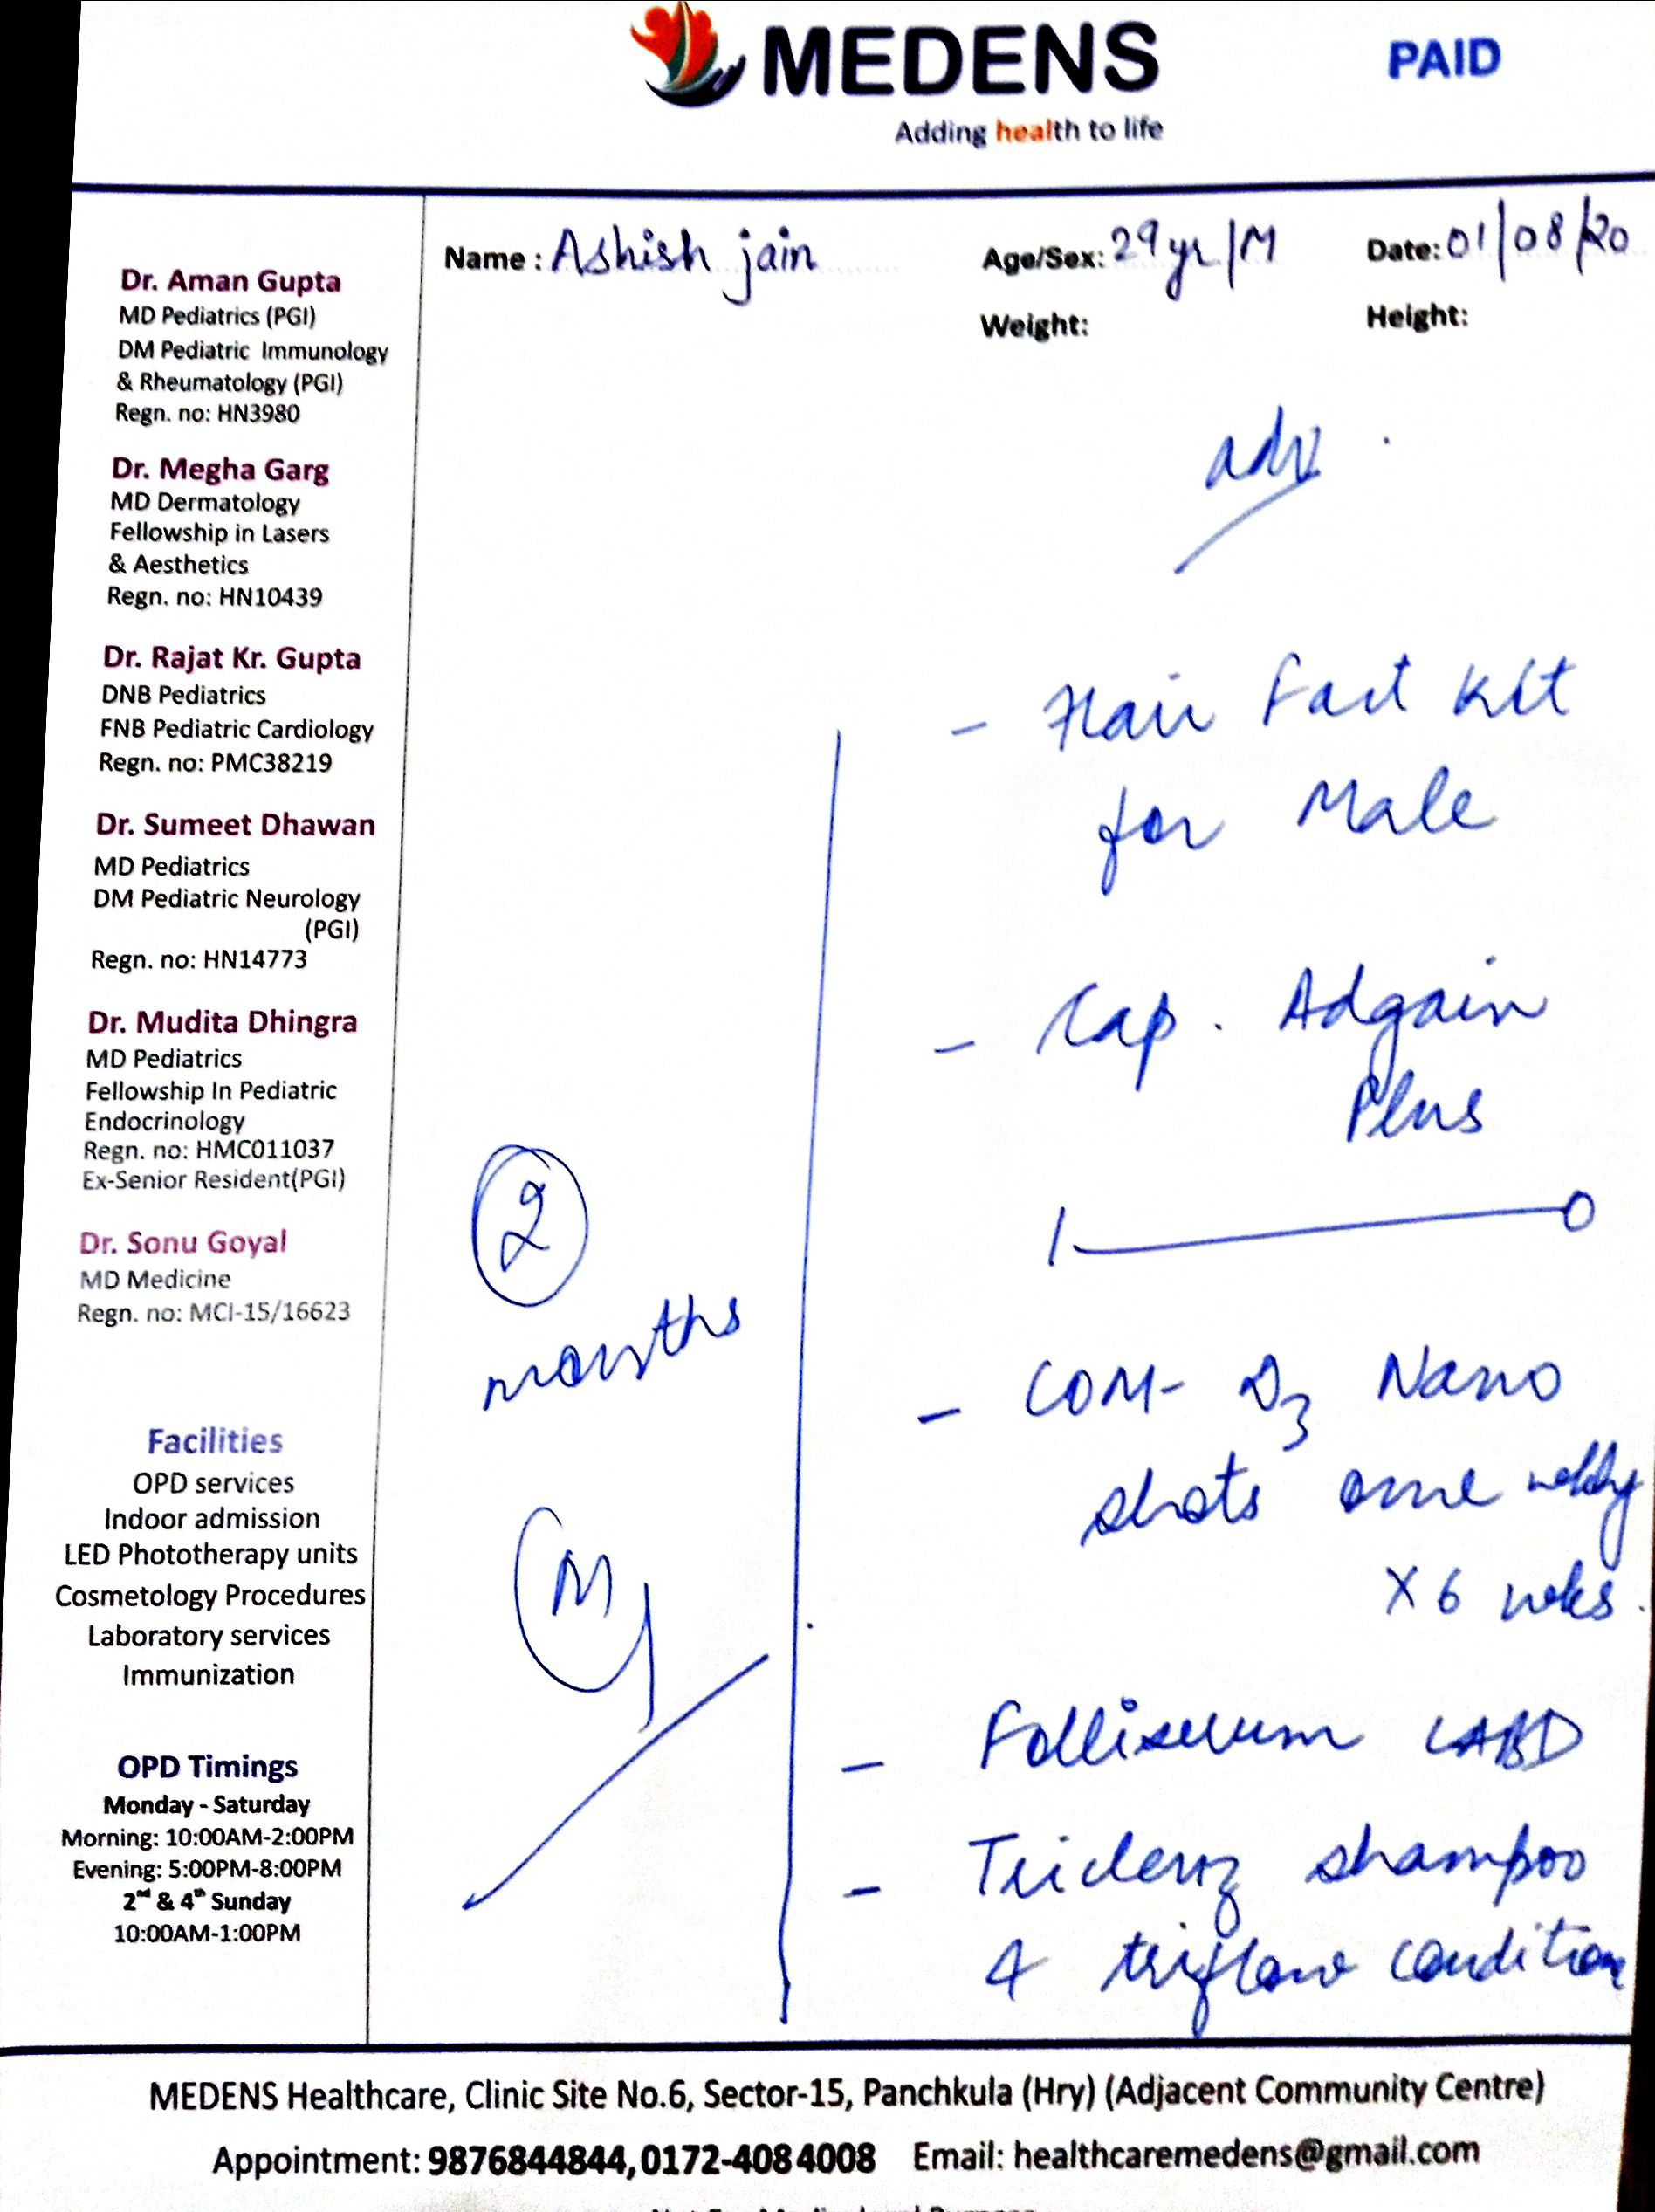 MEDENS
Adding health to life
PAID
Name : Ashish jain
Age/Sex: 29 yr/M
Date: 01/08/20
Weight:
Height:
Dr. Aman Gupta
MD Pediatrics (PGI)
DM Pediatric Immunology
& Rheumatology (PGI)
Regn. no: HN3980
Dr. Megha Garg
MD Dermatology
Fellowship in Lasers
& Aesthetics
Regn. no: HN10439
Dr. Rajat Kr. Gupta
DNB Pediatrics
FNB Pediatric Cardiology
Regn. no: PMC38219
Dr. Sumeet Dhawan
MD Pediatrics
DM Pediatric Neurology
(PGI)
Regn. no: HN14773
Dr. Mudita Dhingra
MD Pediatrics
Fellowship In Pediatric
Endocrinology
Regn. no: HMC011037
Ex-Senior Resident(PGI)
Dr. Sonu Goyal
MD Medicine
Regn. no: MCI-15/16623
Facilities
OPD services
Indoor admission
LED Phototherapy units
Cosmetology Procedures
Laboratory services
Immunization
OPD Timings
Monday - Saturday
Morning: 10:00AM-2:00PM
Evening: 5:00PM-8:00PM
2nd & 4th Sunday
10:00AM-1:00PM
2
months
adv
- Hair Fact Kit
for Male
- Cap. Adgain
Plus
1 — 0
- COM- D3 Nano
shots once
x 6
- Folliserum
- shampoo
triflow condition
MEDENS Healthcare, Clinic Site No.6, Sector-15, Panchkula (Hry) (Adjacent Community Centre)
Appointment: 9876844844, 0172-4084008 Email: healthcaremedens@gmail.com